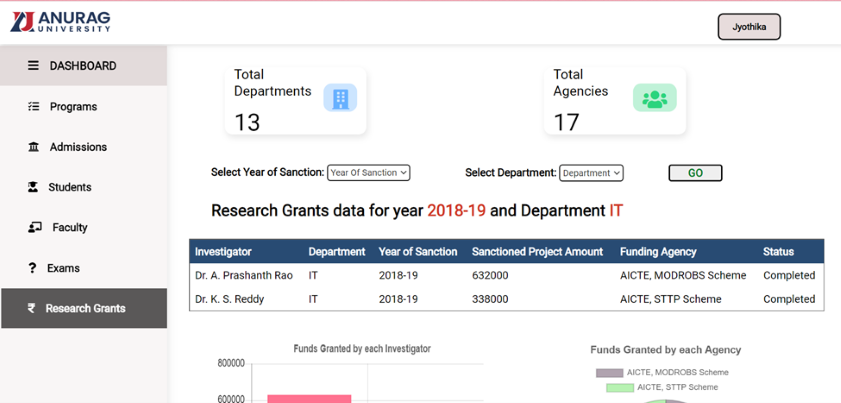 ANURAG
UNIVERSITY
Jyothika
DASHBOARD
Programs
Admissions
Students
Faculty
Exams
Research Grants
Total
Departments
13
Total
Agencies
17
Select Year of Sanction: Year Of Sanction
Select Department: Department
GO
Research Grants data for year 2018-19 and Department IT
Investigator Department Year of Sanction Sanctioned Project Amount Funding Agency Status
Dr. A. Prashanth Rao IT 2018-19 632000 AICTE, MODROBS Scheme Completed
Dr. K. S. Reddy IT 2018-19 338000 AICTE, STTP Scheme Completed
Funds Granted by each Investigator
800000
600000
Funds Granted by each Agency
AICTE, MODROBS Scheme
AICTE, STTP Scheme